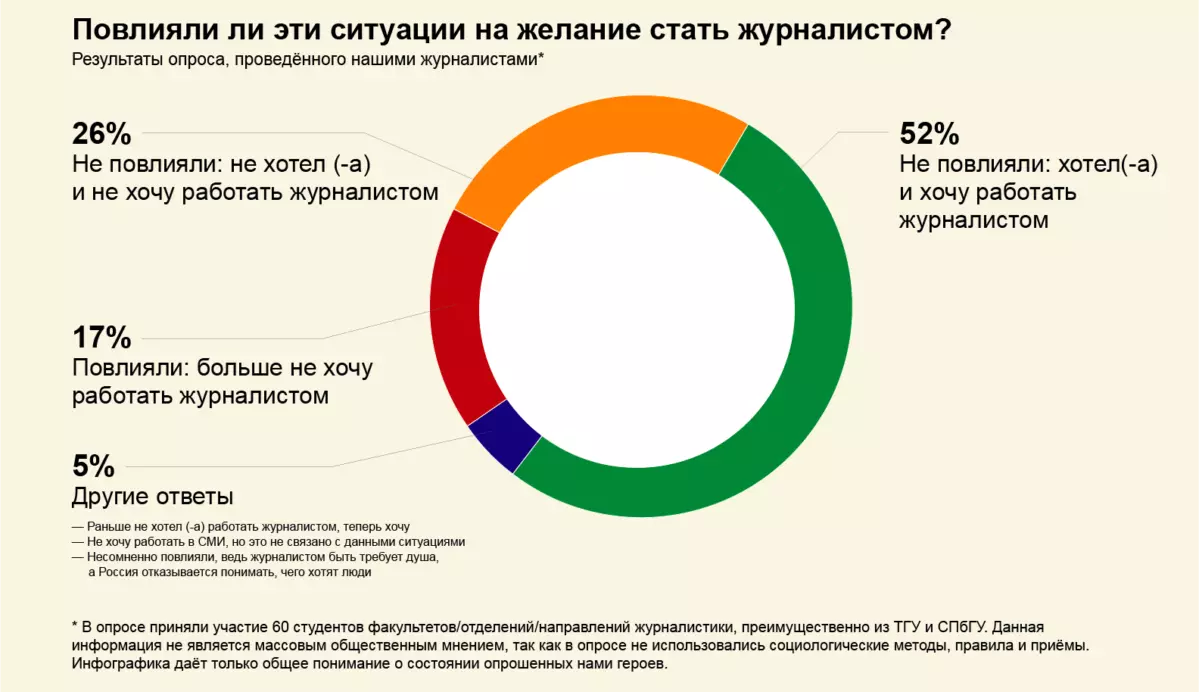 Повлияли ли эти ситуации на желание стать журналистом?
Результаты опроса, проведённого нашими журналистами*
26%
Не повлияли: не хотел (-а)
и не хочу работать журналистом
52%
Не повлияли: хотел(-а)
и хочу работать
журналистом
17%
Повлияли: больше не хочу
работать журналистом
5%
Другие ответы
— Раньше не хотел (-а) работать журналистом, теперь хочу
— Не хочу работать в СМИ, но это не связано с данными ситуациями
— Несомненно повлияли, ведь журналистом быть требует душа,
а Россия отказывается понимать, чего хотят люди
* В опросе приняли участие 60 студентов факультетов/отделений/направлений журналистики, преимущественно из ТГУ и СПбГУ. Данная
информация не является массовым общественным мнением, так как в опросе не использовались социологические методы, правила и приёмы.
Инфографика даёт только общее понимание о состоянии опрошенных нами героев.